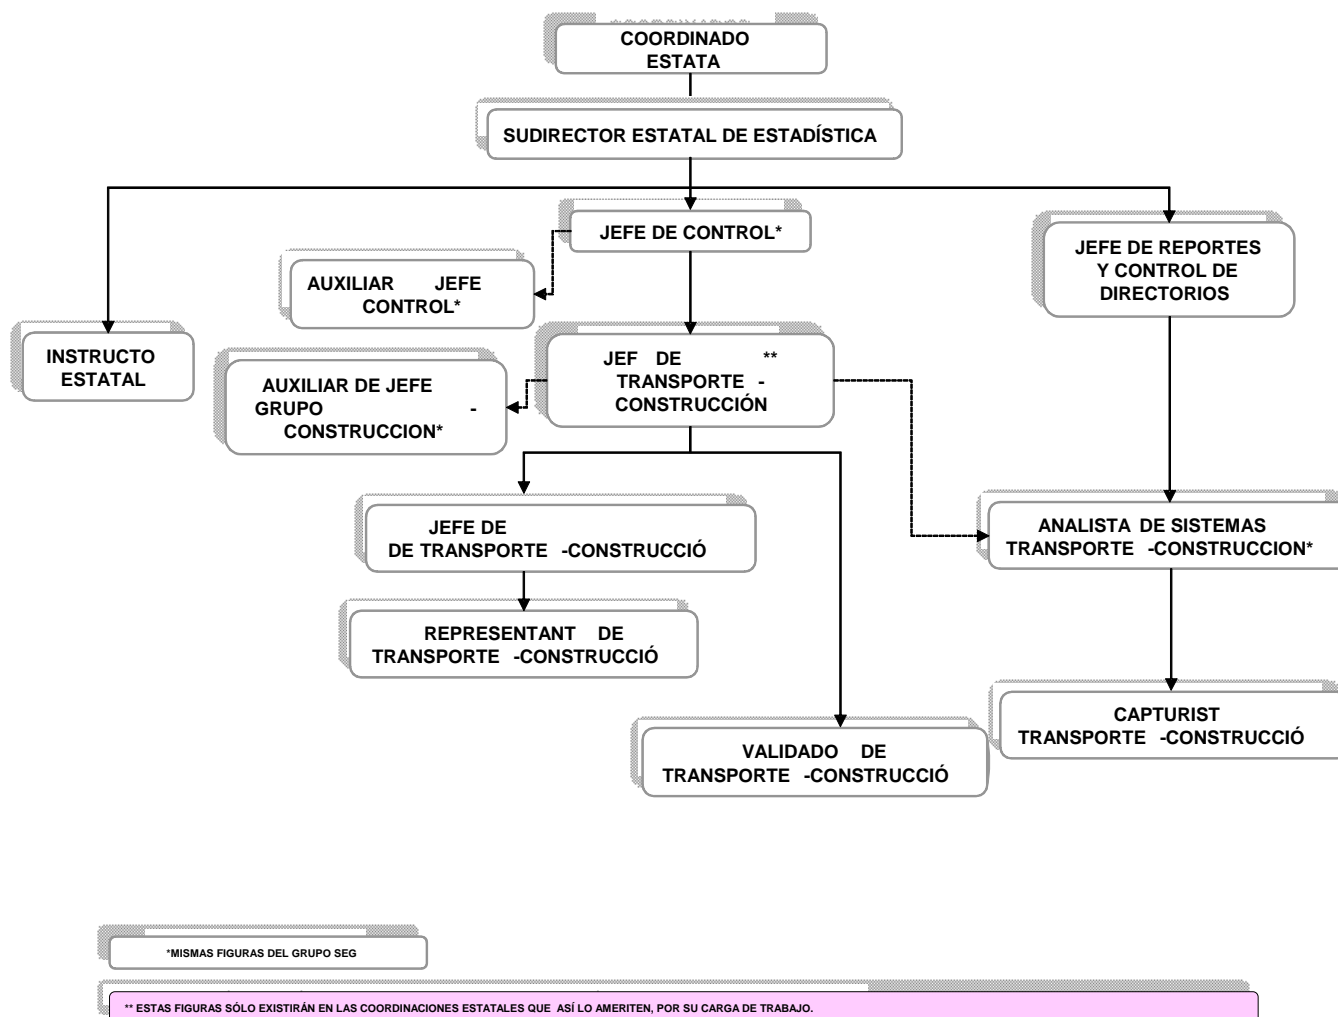 COORDINADO
ESTATA
SUDIRECTOR ESTATAL DE ESTADÍSTICA
JEFE DE CONTROL*
JEFE DE REPORTES
Y CONTROL DE
DIRECTORIOS
AUXILIAR JEFE
CONTROL*
INSTRUCTO
ESTATAL
AUXILIAR DE JEFE
GRUPO -
CONSTRUCCION*
JEF DE **
TRANSPORTE -
CONSTRUCCIÓN
JEFE DE
DE TRANSPORTE -CONSTRUCCIÓ
ANALISTA DE SISTEMAS
TRANSPORTE -CONSTRUCCION*
REPRESENTANT DE
TRANSPORTE -CONSTRUCCIÓ
VALIDADO DE
TRANSPORTE -CONSTRUCCIÓ
CAPTURIST
TRANSPORTE -CONSTRUCCIÓ
*MISMAS FIGURAS DEL GRUPO SEG
** ESTAS FIGURAS SÓLO EXISTIRÁN EN LAS COORDINACIONES ESTATALES QUE ASÍ LO AMERITEN, POR SU CARGA DE TRABAJO.